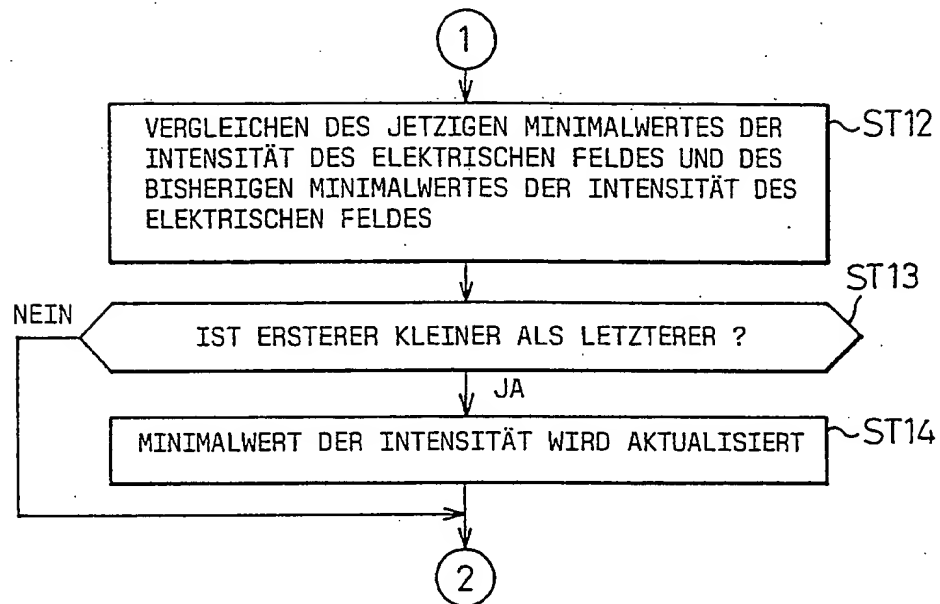 1
VERGLEICHEN DES JETZIGEN MINIMALWERTES DER
INTENSITÄT DES ELEKTRISCHEN FELDES UND DES
BISHERIGEN MINIMALWERTES DER INTENSITÄT DES
ELEKTRISCHEN FELDES
ST12
ST13
NEIN
IST ERSTERER KLEINER ALS LETZTERER ?
JA
MINIMALWERT DER INTENSITÄT WIRD AKTUALISIERT
ST14
2